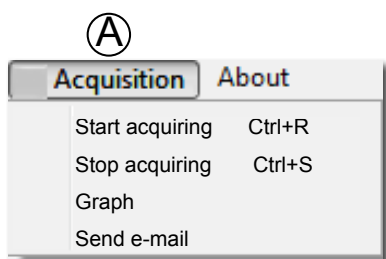 A
Acquisition About
Start acquiring Ctrl+R
Stop acquiring Ctrl+S
Graph
Send e-mail